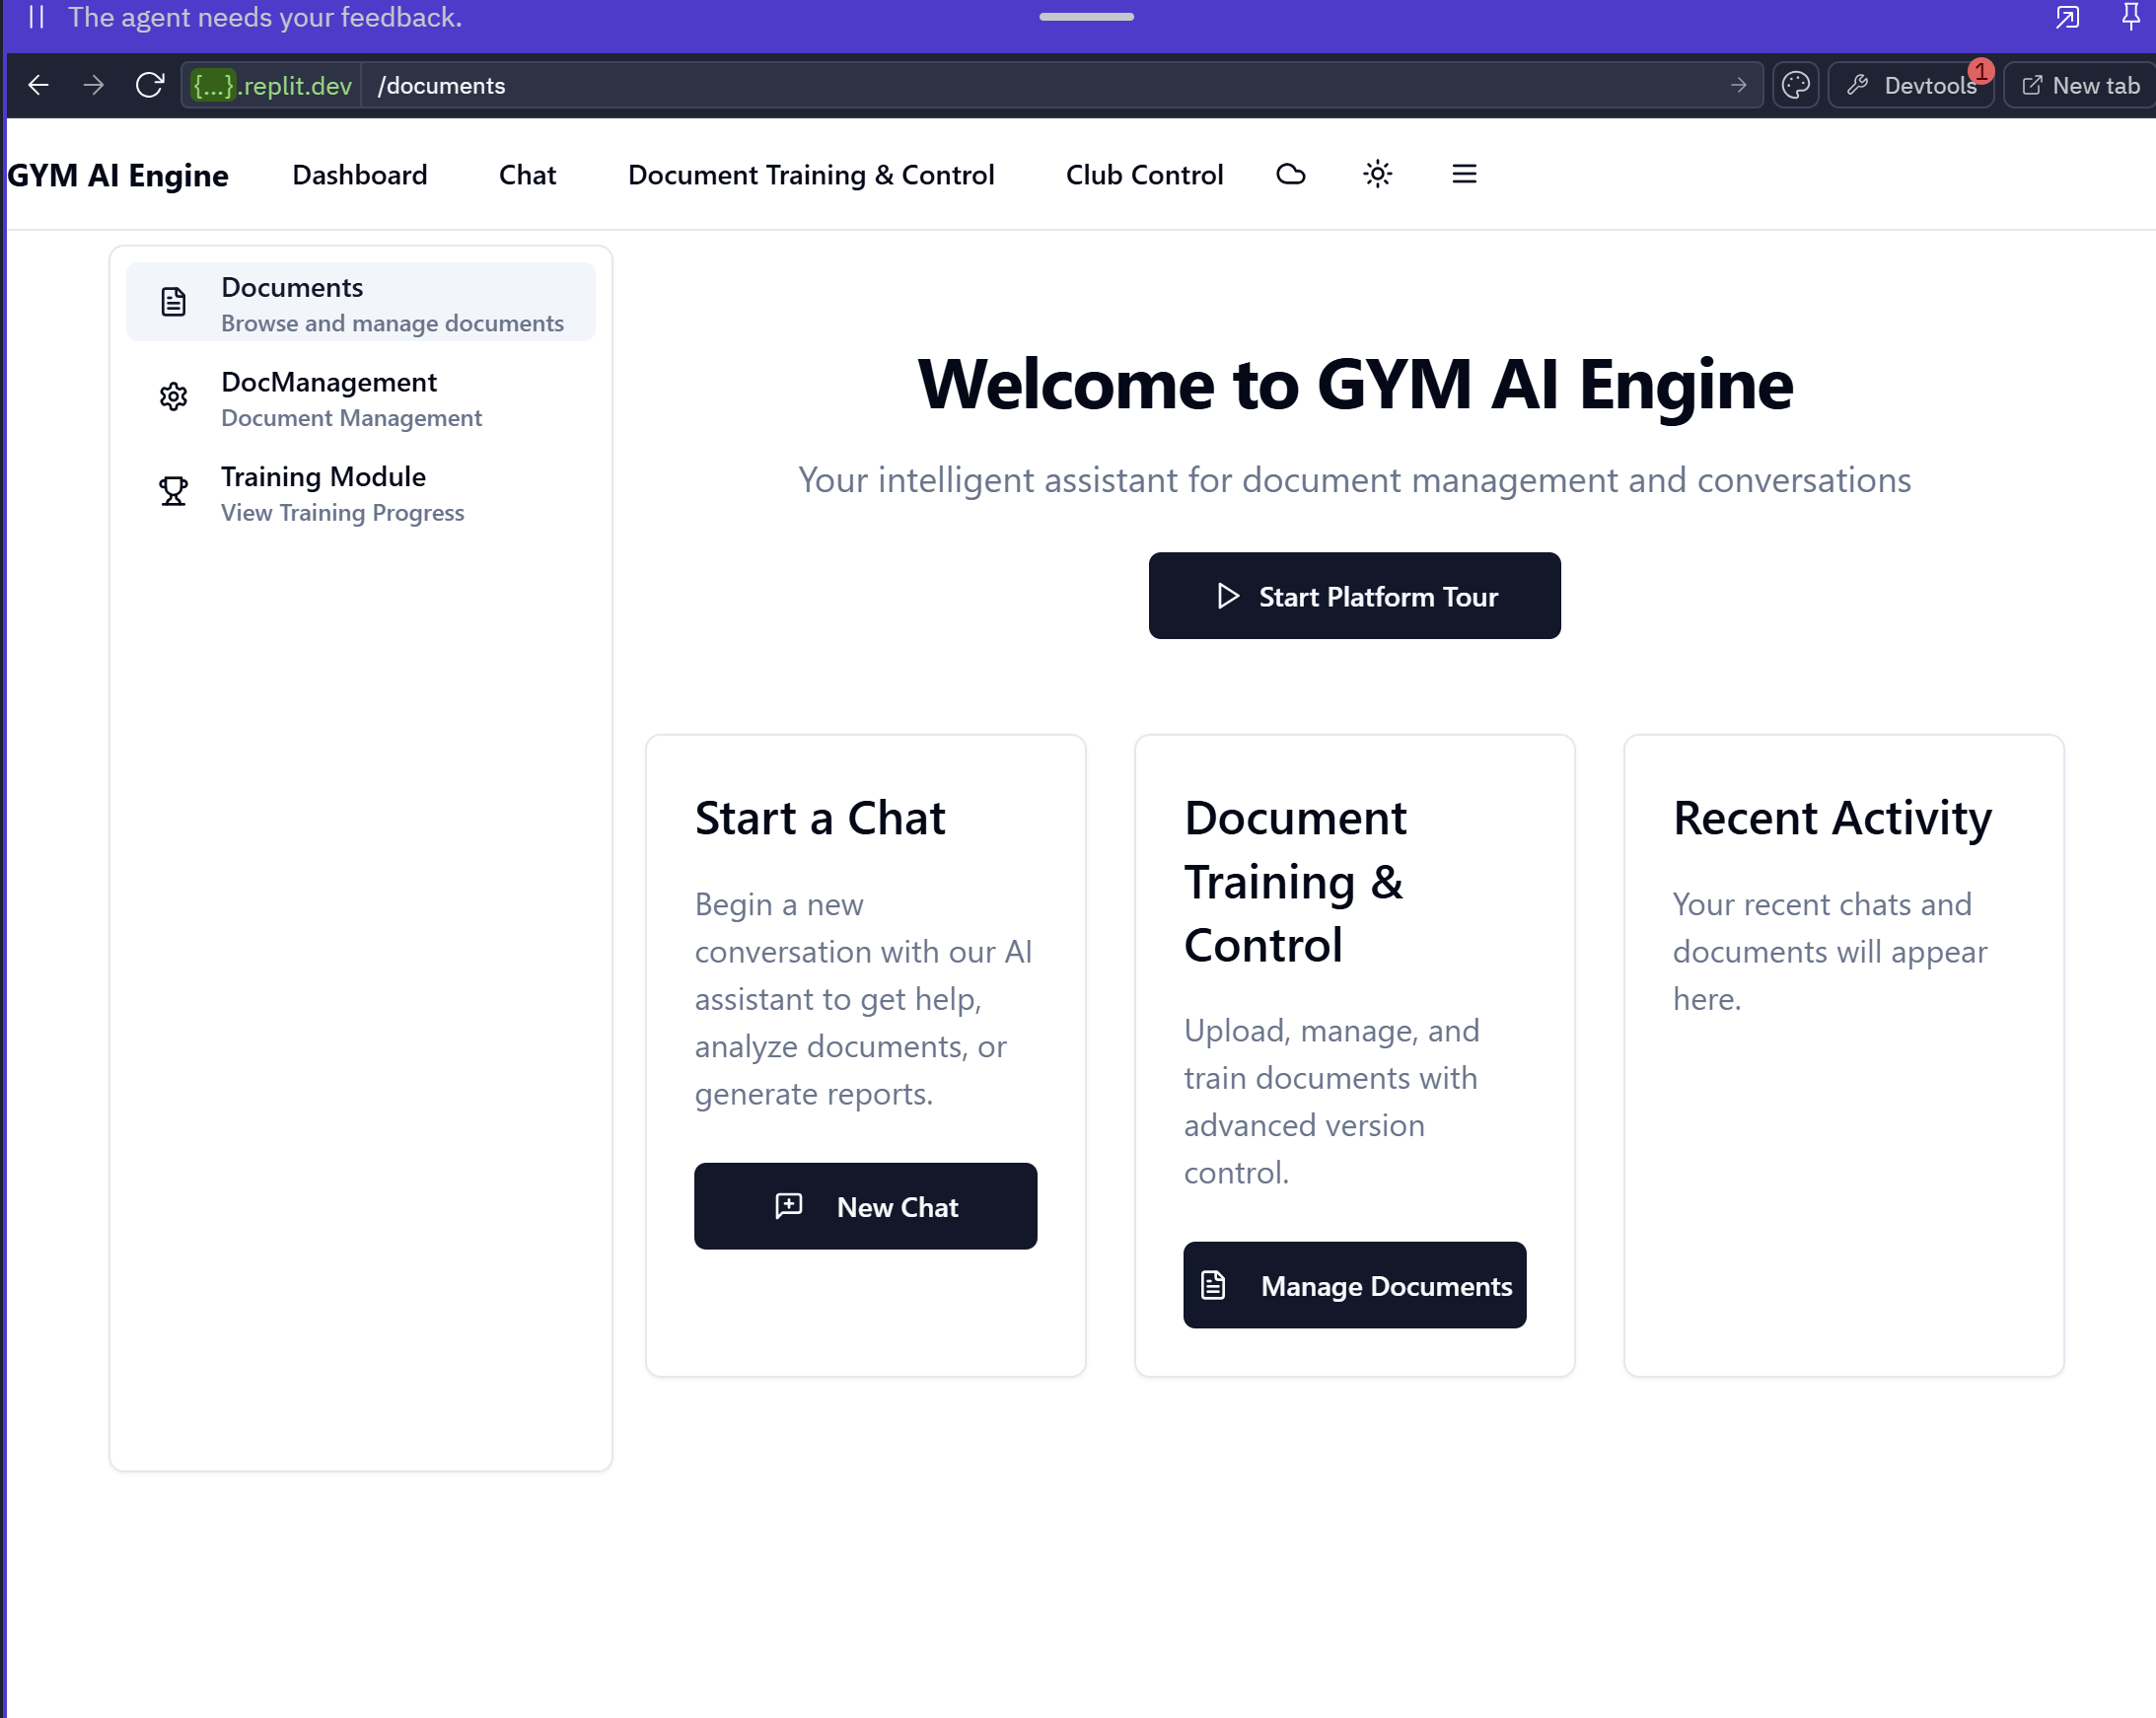 The agent needs your feedback.
{...}.replit.dev /documents Devtools 1 New tab
GYM AI Engine Dashboard Chat Document Training & Control Club Control
Documents
Browse and manage documents
DocManagement
Document Management
Training Module
View Training Progress
Welcome to GYM AI Engine
Your intelligent assistant for document management and conversations
Start Platform Tour
Start a Chat
Begin a new
conversation with our AI
assistant to get help,
analyze documents, or
generate reports.
New Chat
Document
Training &
Control
Upload, manage, and
train documents with
advanced version
control.
Manage Documents
Recent Activity
Your recent chats and
documents will appear
here.